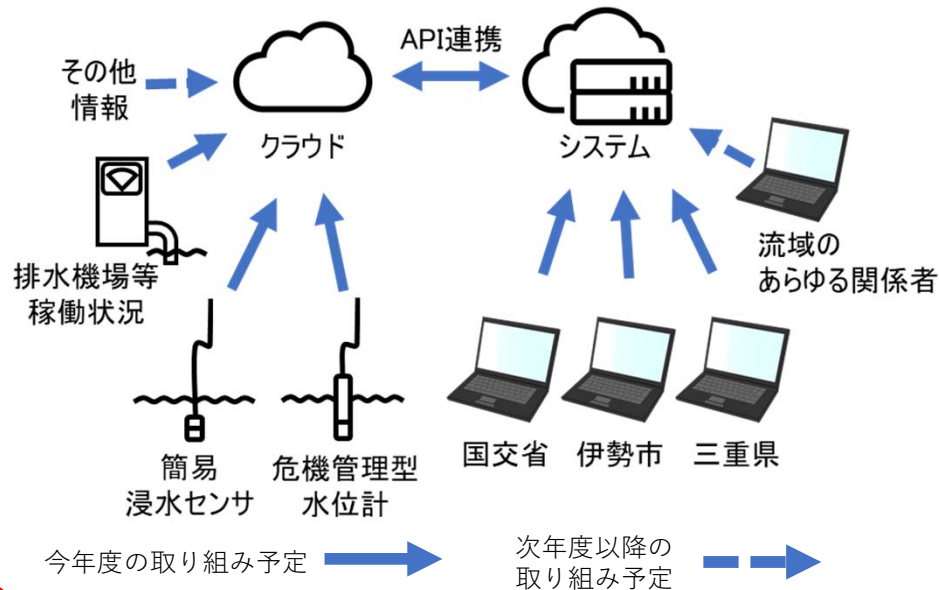 API連携
その他
情報
クラウド
システム
排水機場等
稼働状況
流域の
あらゆる関係者
簡易
浸水センサ
危機管理型
水位計
国交省
伊勢市
三重県
今年度の取り組み予定
次年度以降の
取り組み予定